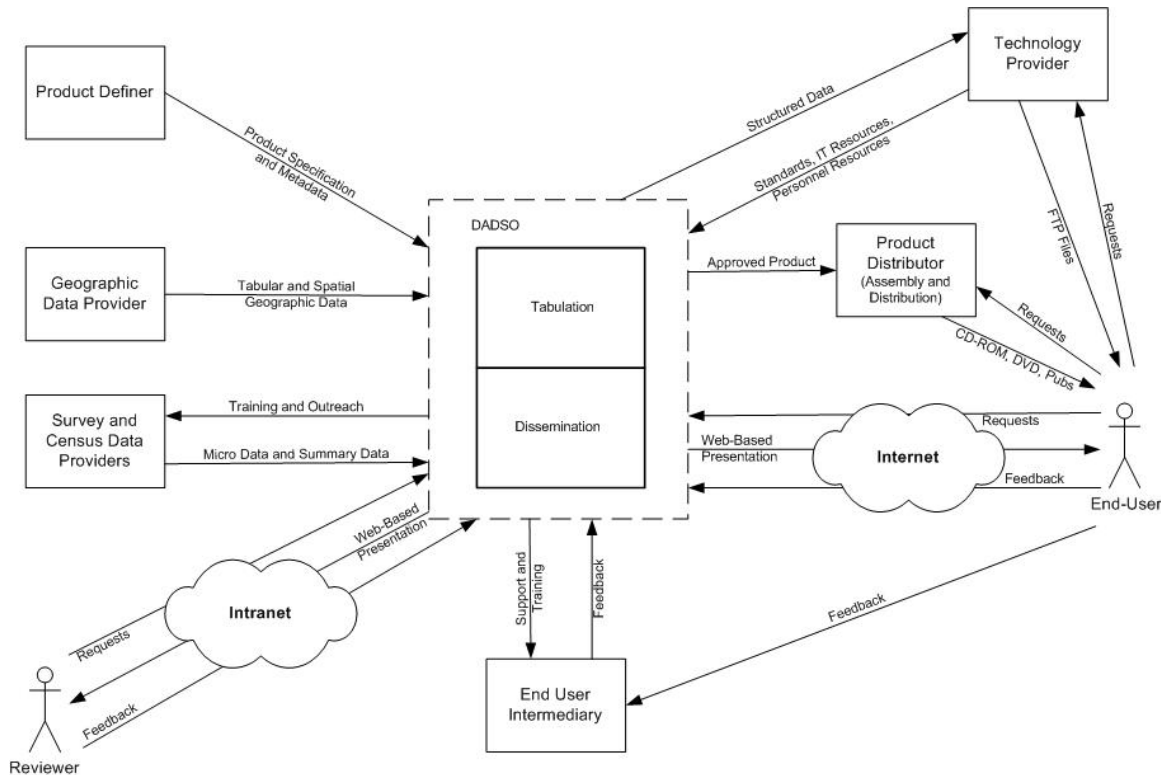 Product Definer
Product Specification
and Metadata
Structured Data
Technology
Provider
Standards, IT Resources,
Personnel Resources
FTP Files
Requests
DADSO
Tabulation
Dissemination
Geographic
Data Provider
Tabular and Spatial
Geographic Data
Approved Product
Product
Distributor
(Assembly and
Distribution)
Requests
CD-ROM, DVD, Pubs
Survey and
Census Data
Providers
Training and Outreach
Micro Data and Summary Data
Requests
Web-Based
Presentation
Internet
Feedback
End-User
Web-Based
Presentation
Intranet
Requests
Feedback
Reviewer
Support and
Training
Feedback
End User
Intermediary
Feedback